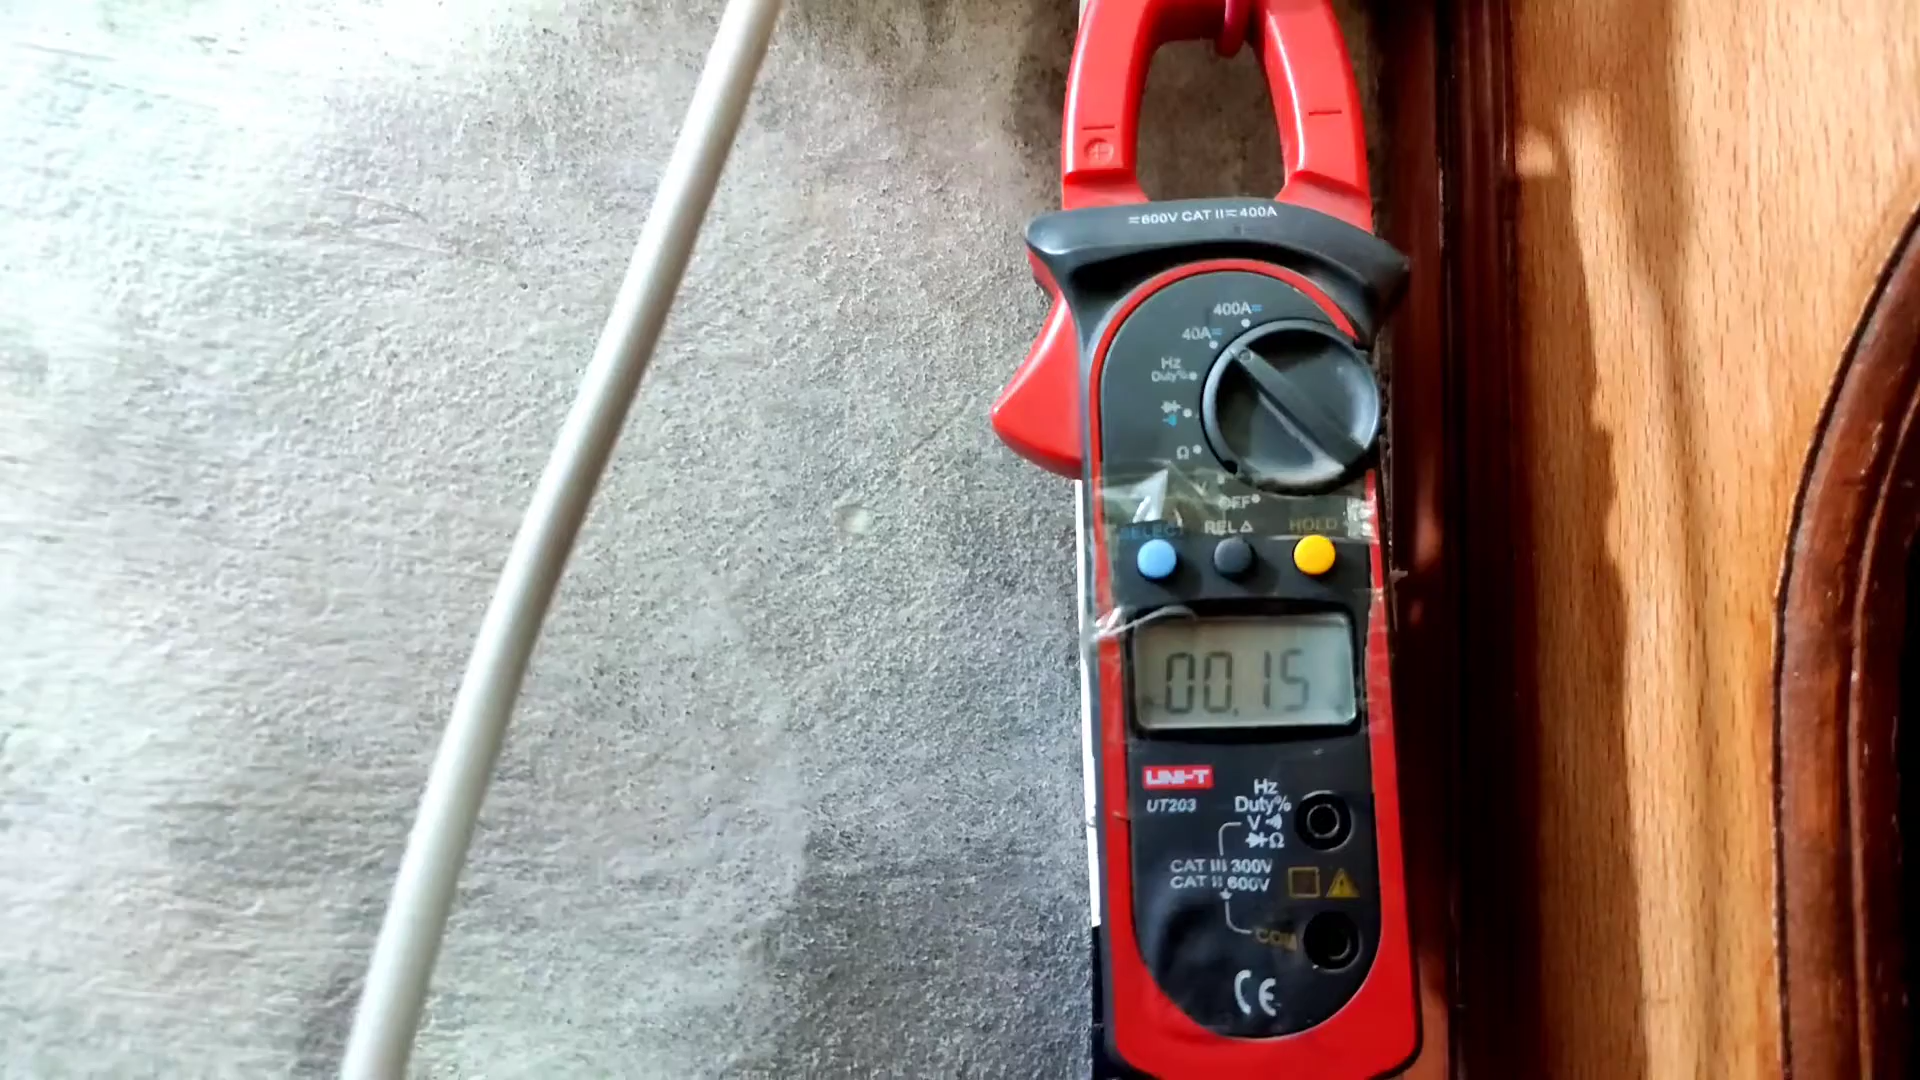 =600V CAT II≂400A
400A≂
40A≂
Hz
Duty%
Ω
V
OFF
SELECT REL△ HOLD
00.15
UNI-T
UT203
Hz
Duty%
V
Ω
CAT III 300V
CAT II 600V
COM
CE